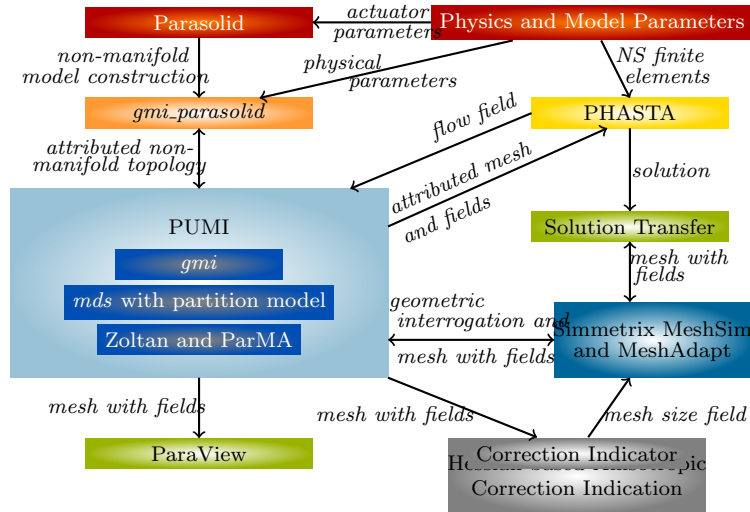 Parasolid
actuator
parameters
Physics and Model Parameters
non-manifold
model construction
physical
parameters
NS finite
elements
gmi_parasolid
flow field
PHASTA
attributed non-
manifold topology
attributed mesh
and fields
solution
PUMI
Solution Transfer
gmi
mesh with
fields
mds with partition model
geometric
interrogation and
mesh with fields
Zoltan and ParMA
Simmetrix MeshSim
and MeshAdapt
mesh with fields
mesh with fields
mesh size field
ParaView
Correction Indicator
Hessian-based Anisotropic
Correction Indication